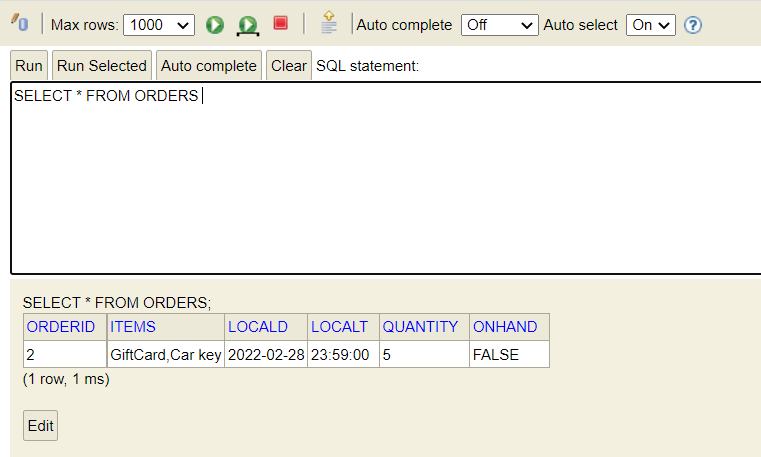 Max rows: 1000 Auto complete Off Auto select On ?
Run Run Selected Auto complete Clear SQL statement:
SELECT * FROM ORDERS
SELECT * FROM ORDERS;
ORDERID ITEMS LOCALD LOCALT QUANTITY ONHAND
2 GiftCard,Car key 2022-02-28 23:59:00 5 FALSE
(1 row, 1 ms)
Edit